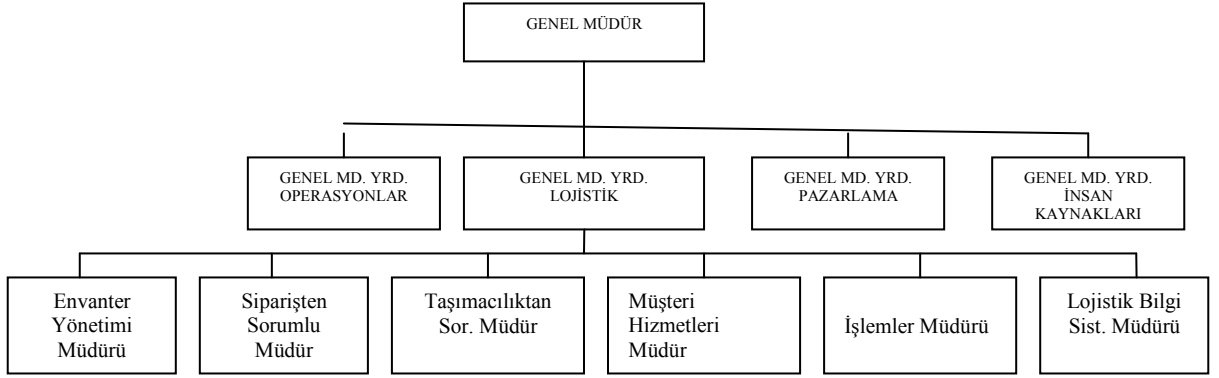 GENEL MÜDÜR
GENEL MD. YRD.
OPERASYONLAR
GENEL MD. YRD.
LOJİSTİK
GENEL MD. YRD.
PAZARLAMA
GENEL MD. YRD.
İNSAN
KAYNAKLARI
Envanter
Yönetimi
Müdürü
Siparişten
Sorumlu
Müdür
Taşımacılıktan
Sor. Müdür
Müşteri
Hizmetleri
Müdür
İşlemler Müdürü
Lojistik Bilgi
Sist. Müdürü